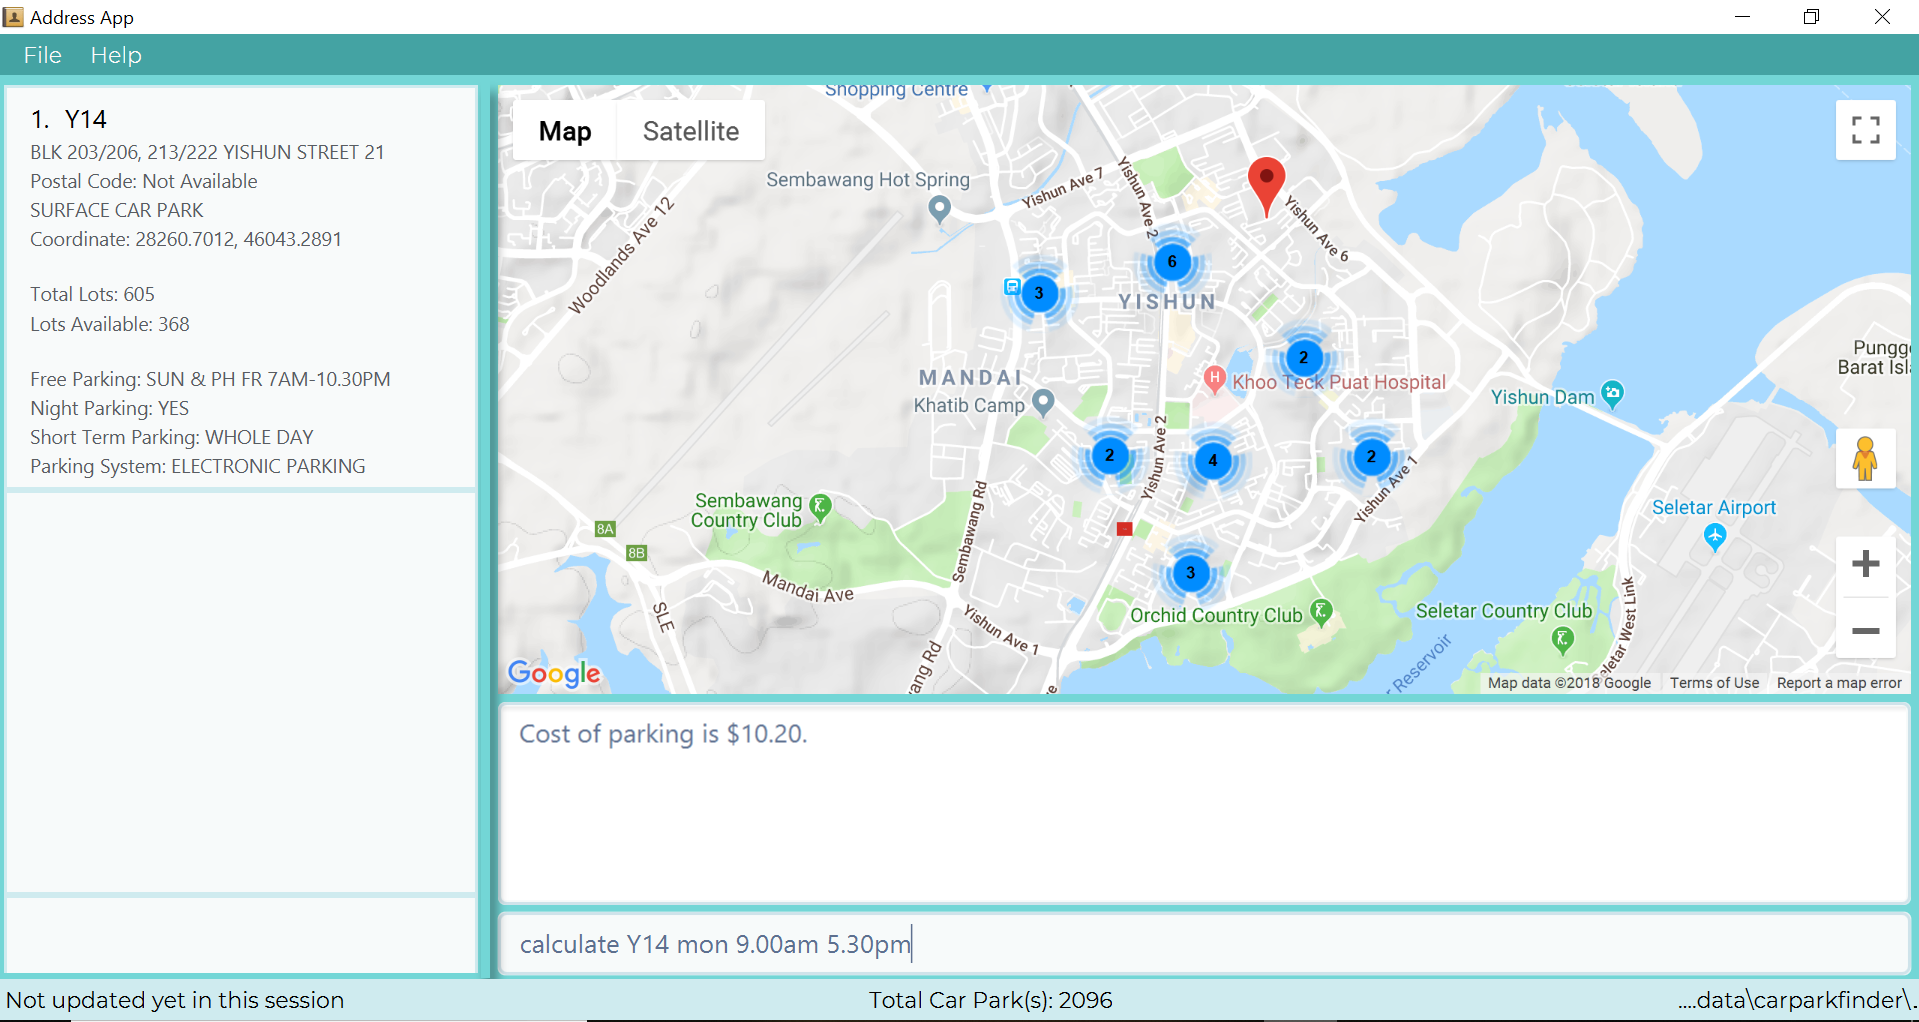 Address App
File Help
1. Y14
BLK 203/206, 213/222 YISHUN STREET 21
Postal Code: Not Available
SURFACE CAR PARK
Coordinate: 28260.7012, 46043.2891
Total Lots: 605
Lots Available: 368
Free Parking: SUN & PH FR 7AM-10.30PM
Night Parking: YES
Short Term Parking: WHOLE DAY
Parking System: ELECTRONIC PARKING
Map Satellite
Shopping Centre
Sembawang Hot Spring
Yishun Ave 7
Yishun Ave 2
Yishun Ave 6
Woodlands Ave 12
6
3
YISHUN
2
MANDAI
Khatib Camp
H
Khoo Teck Puat Hospital
Yishun Dam
Barat
2
4
2
Yishun Ave 2
Yishun Ave 1
Sembawang
Country Club
Sembawang Rd
8A
8B
Seletar Airport
3
Mandai Ave
SLE
Yishun Ave 1
Orchid Country Club
Seletar Country Club
Seletar West Link
Reservoir
ang Rd
Google
Map data ©2018 Google
Terms of Use
Report a map error
Cost of parking is $10.20.
calculate Y14 mon 9.00am 5.30pm
Not updated yet in this session
Total Car Park(s): 2096
....data\carparkfinder\.